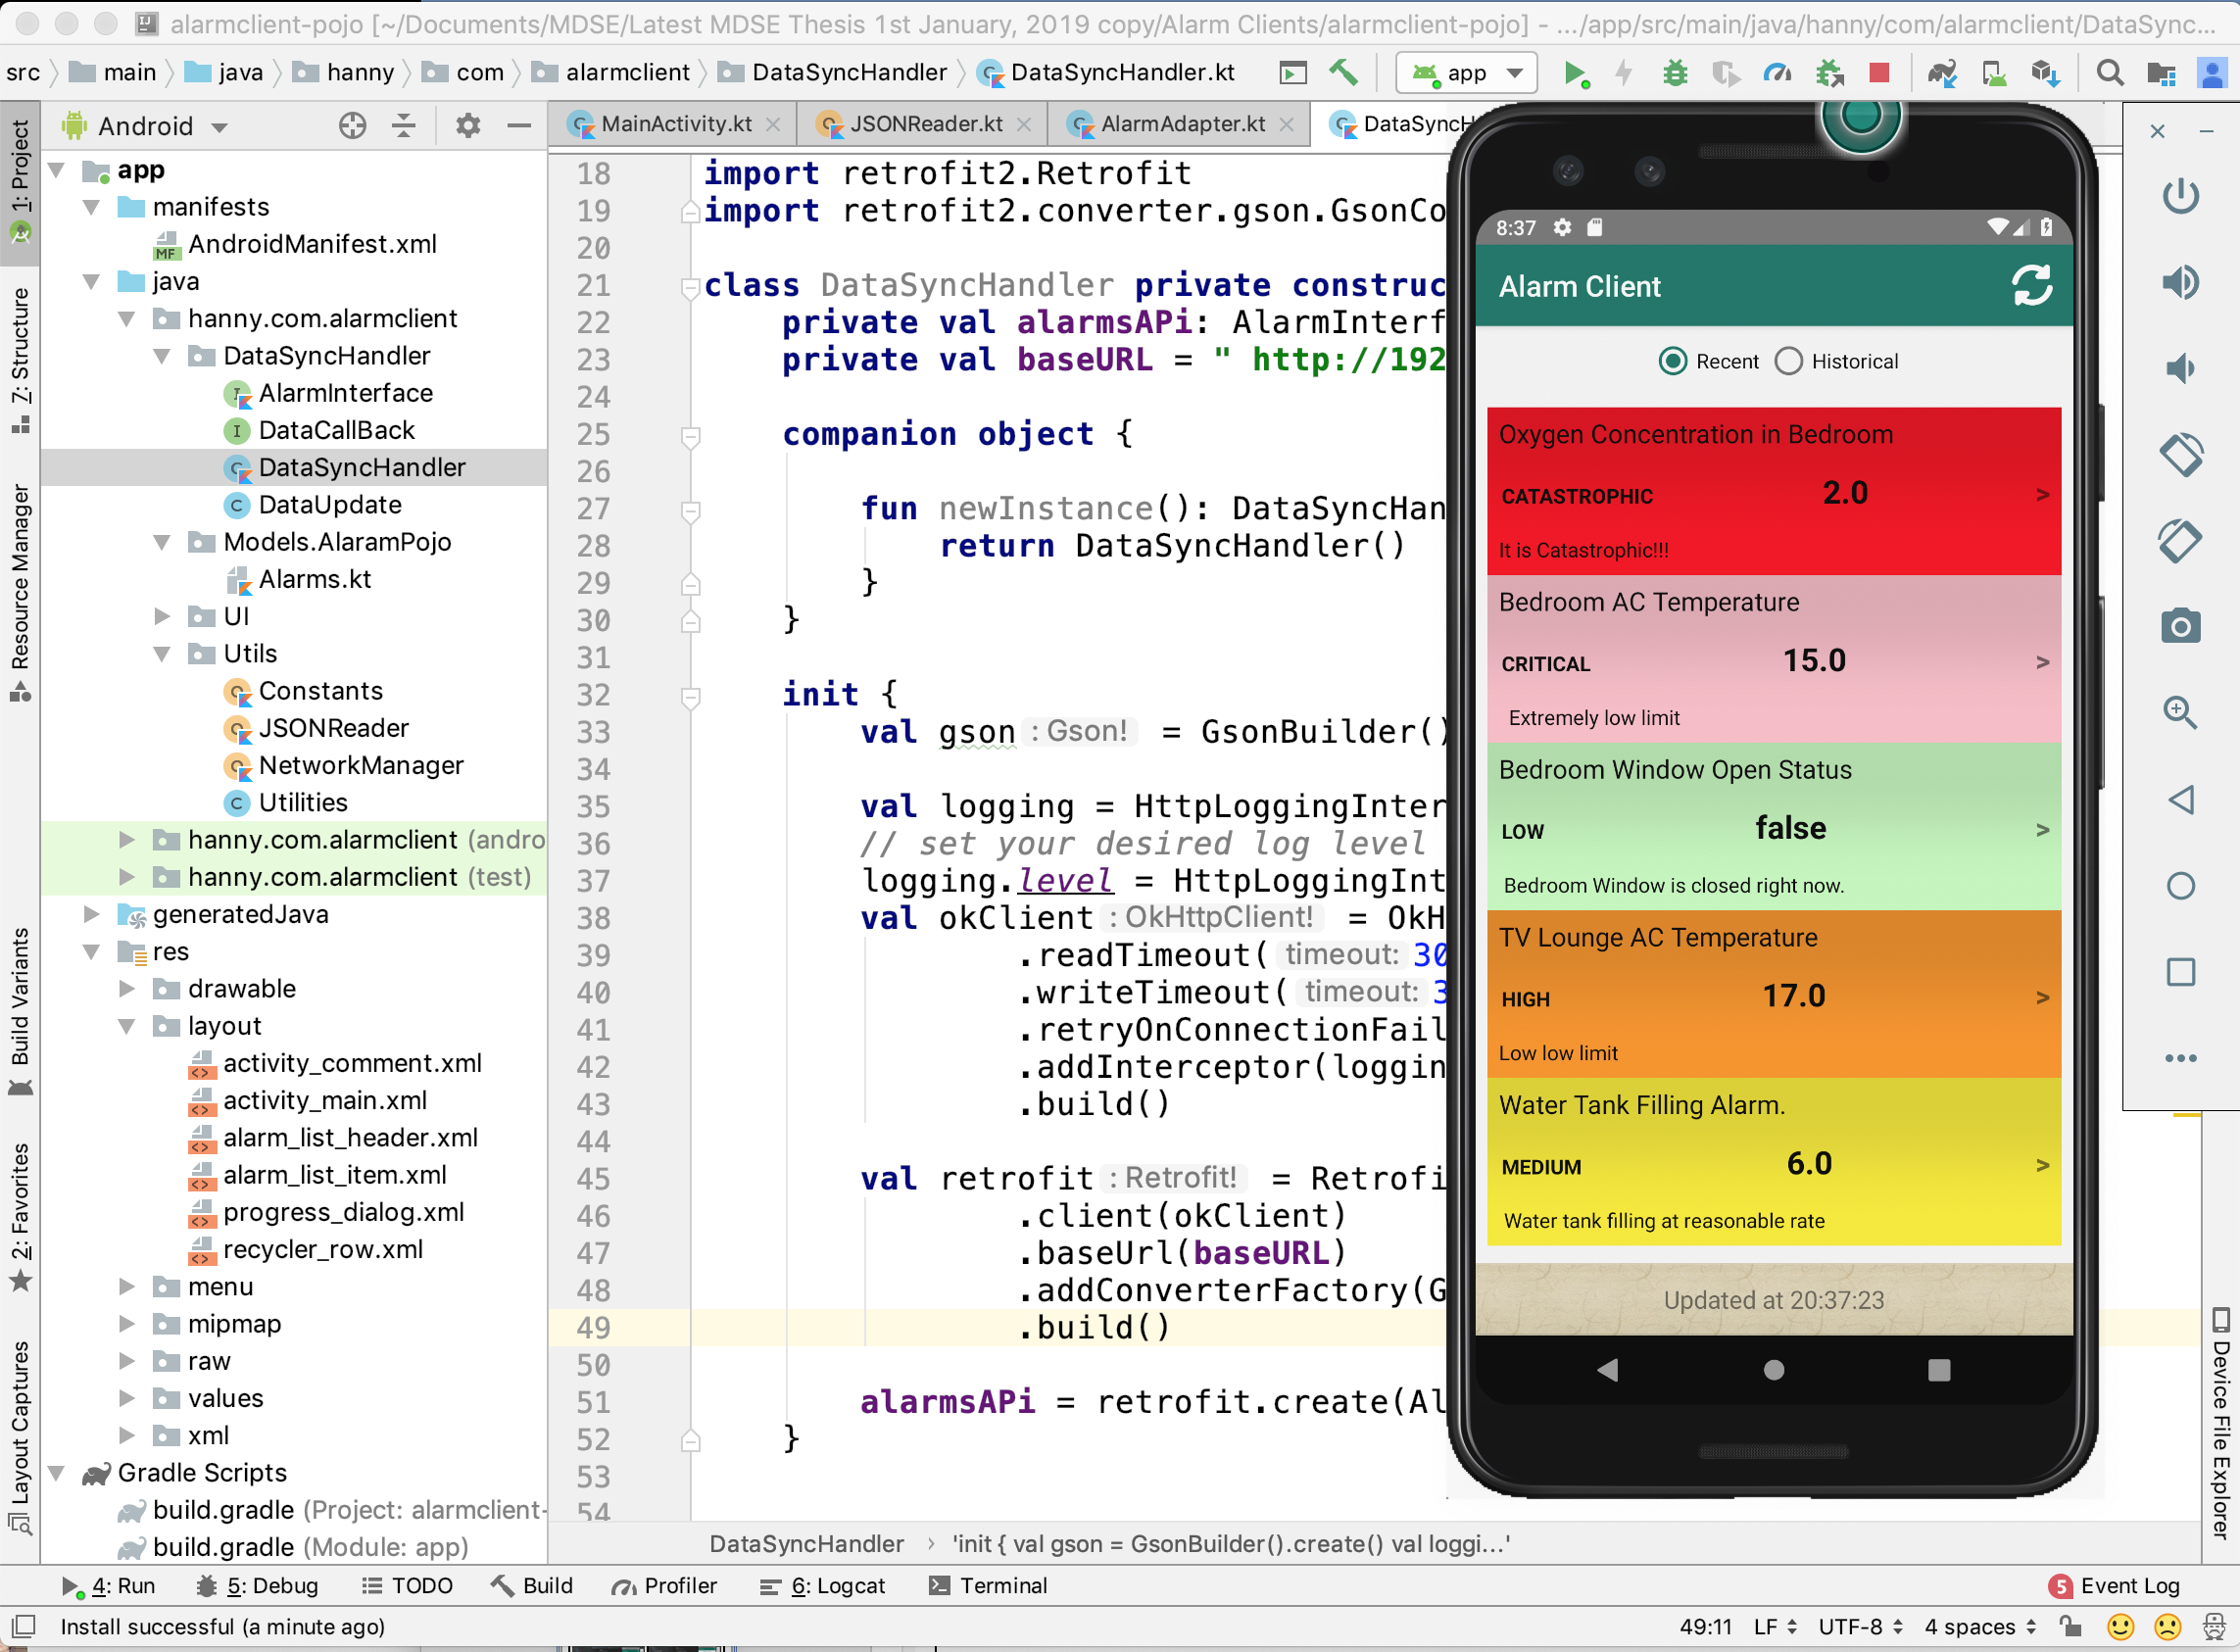 alarmclient-pojo [~/Documents/MDSE/Latest MDSE Thesis 1st January, 2019 copy/Alarm Clients/alarmclient-pojo] - .../app/src/main/java/hanny/com/alarmclient/DataSync...
src main java hanny com alarmclient DataSyncHandler DataSyncHandler.kt app
1: Project
7: Structure
Resource Manager
Build Variants
2: Favorites
Layout Captures
Android
app
manifests
AndroidManifest.xml
java
hanny.com.alarmclient
DataSyncHandler
AlarmInterface
DataCallBack
DataSyncHandler
DataUpdate
Models.AlaramPojo
Alarms.kt
UI
Utils
Constants
JSONReader
NetworkManager
Utilities
hanny.com.alarmclient (andro
hanny.com.alarmclient (test)
generatedJava
res
drawable
layout
activity_comment.xml
activity_main.xml
alarm_list_header.xml
alarm_list_item.xml
progress_dialog.xml
recycler_row.xml
menu
mipmap
raw
values
xml
Gradle Scripts
build.gradle (Project: alarmclient-
build.gradle (Module: app)
MainActivity.kt JSONReader.kt AlarmAdapter.kt DataSyncH
18 import retrofit2.Retrofit
19 import retrofit2.converter.gson.GsonCo
20
21 class DataSyncHandler private construc
22 private val alarmsAPi: AlarmInterf
23 private val baseURL = " http://192
24
25 companion object {
26
27 fun newInstance(): DataSyncHan
28 return DataSyncHandler()
29 }
30 }
31
32 init {
33 val gson : Gson! = GsonBuilder()
34
35 val logging = HttpLoggingInter
36 // set your desired log level
37 logging.level = HttpLoggingInt
38 val okClient : OkHttpClient! = OkH
39 .readTimeout( timeout: 30
40 .writeTimeout( timeout: 3
41 .retryOnConnectionFail
42 .addInterceptor(loggin
43 .build()
44
45 val retrofit : Retrofit! = Retrofi
46 .client(okClient)
47 .baseUrl(baseURL)
48 .addConverterFactory(G
49 .build()
50
51 alarmsAPi = retrofit.create(Al
52 }
53
54
DataSyncHandler › 'init { val gson = GsonBuilder().create() val loggi...'
8:37
Alarm Client
Recent Historical
Oxygen Concentration in Bedroom
CATASTROPHIC 2.0 >
It is Catastrophic!!!
Bedroom AC Temperature
CRITICAL 15.0 >
Extremely low limit
Bedroom Window Open Status
LOW false >
Bedroom Window is closed right now.
TV Lounge AC Temperature
HIGH 17.0 >
Low low limit
Water Tank Filling Alarm.
MEDIUM 6.0 >
Water tank filling at reasonable rate
Updated at 20:37:23
Device File Explorer
4: Run 5: Debug TODO Build Profiler 6: Logcat Terminal 5 Event Log
Install successful (a minute ago) 49:11 LF UTF-8 4 spaces